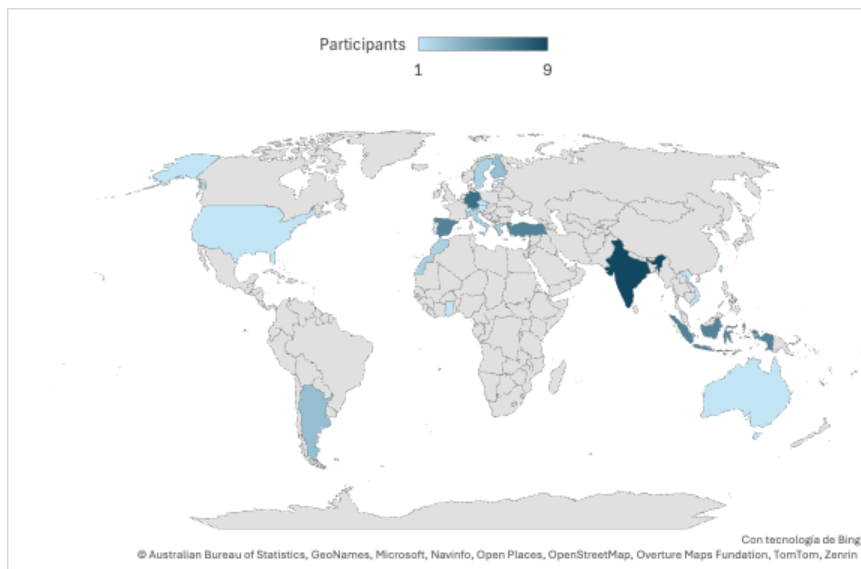 Participants
1 9
Con tecnología de Bing
© Australian Bureau of Statistics, GeoNames, Microsoft, Navinfo, Open Places, OpenStreetMap, Overture Maps Fundation, TomTom, Zenrin